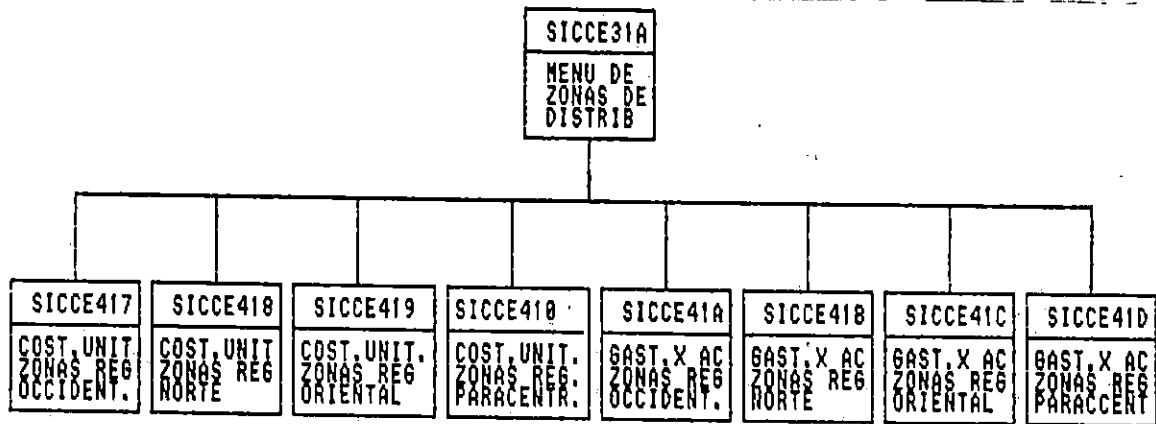 SICCE31A
MENU DE
ZONAS DE
DISTRIB
SICCE417
COST.UNIT
ZONAS REG
OCCIDENT.
SICCE418
COST.UNIT
ZONAS REG
NORTE
SICCE419
COST.UNIT.
ZONAS REG
ORIENTAL
SICCE410
COST.UNIT.
ZONAS REG.
PARACENTR.
SICCE41A
GAST.X AC
ZONAS REG
OCCIDENT.
SICCE41B
GAST.X AC
ZONAS REG
NORTE
SICCE41C
GAST.X AC
ZONAS REG
ORIENTAL
SICCE41D
GAST.X AC
ZONAS REG
PARACCENT